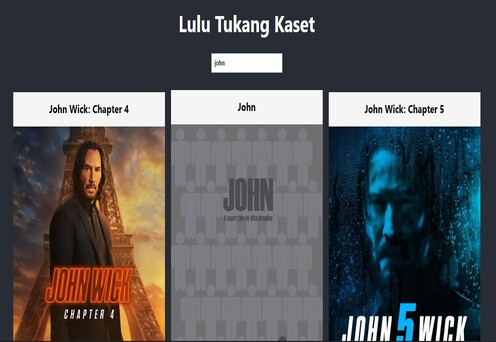 Lulu Tukang Kaset
john
John Wick: Chapter 4
John
John Wick: Chapter 5
JOHN WICK
CHAPTER 4
JOHN
A short film by
JOHN 5 WICK